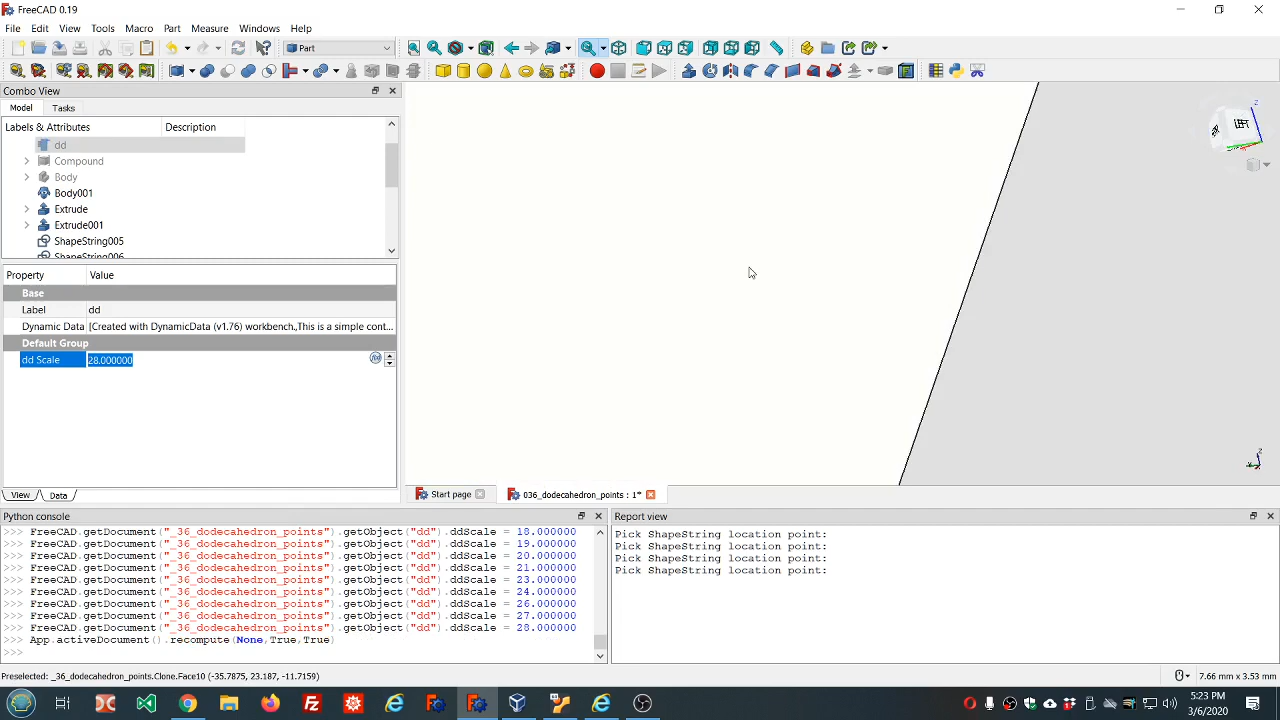 FreeCAD 0.19
File Edit View Tools Macro Part Measure Windows Help
Part
Combo View
Model Tasks
Labels & Attributes Description
dd
Compound
Body
Body001
Extrude
Extrude001
ShapeString005
ShapeString006
Property Value
Base
Label dd
Dynamic Data [Created with DynamicData (v1.76) workbench.,This is a simple cont...
Default Group
dd Scale 28.000000
View Data
Start page 036_dodecahedron_points : 1*
Python console
>>> FreeCAD.getDocument("_36_dodecahedron_points").getObject("dd").ddScale = 18.000000
>>> FreeCAD.getDocument("_36_dodecahedron_points").getObject("dd").ddScale = 19.000000
>>> FreeCAD.getDocument("_36_dodecahedron_points").getObject("dd").ddScale = 20.000000
>>> FreeCAD.getDocument("_36_dodecahedron_points").getObject("dd").ddScale = 21.000000
>>> FreeCAD.getDocument("_36_dodecahedron_points").getObject("dd").ddScale = 23.000000
>>> FreeCAD.getDocument("_36_dodecahedron_points").getObject("dd").ddScale = 24.000000
>>> FreeCAD.getDocument("_36_dodecahedron_points").getObject("dd").ddScale = 26.000000
>>> FreeCAD.getDocument("_36_dodecahedron_points").getObject("dd").ddScale = 27.000000
>>> FreeCAD.getDocument("_36_dodecahedron_points").getObject("dd").ddScale = 28.000000
>>> App.activeDocument().recompute(None,True,True)
>>>
Report view
Pick ShapeString location point:
Pick ShapeString location point:
Pick ShapeString location point:
Pick ShapeString location point:
Preselected: _36_dodecahedron_points.Clone.Face10 (-35.7875, 23.187, -11.7159)
7.66 mm x 3.53 mm
5:23 PM
3/6/2020